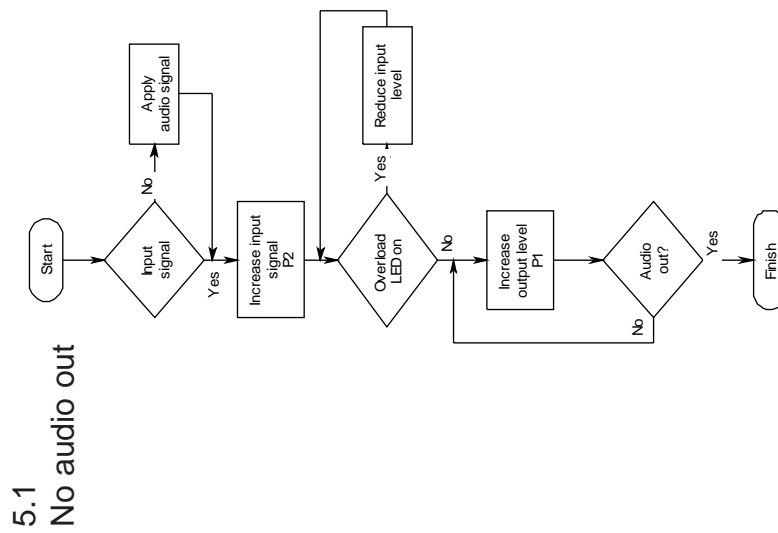 5.1
No audio out
Start
Input
signal
No
Apply
audio signal
Yes
Increase input
signal
P2
Overload
LED on
Yes
Reduce input
level
No
Increase
output level
P1
Audio
out?
No
Yes
Finish